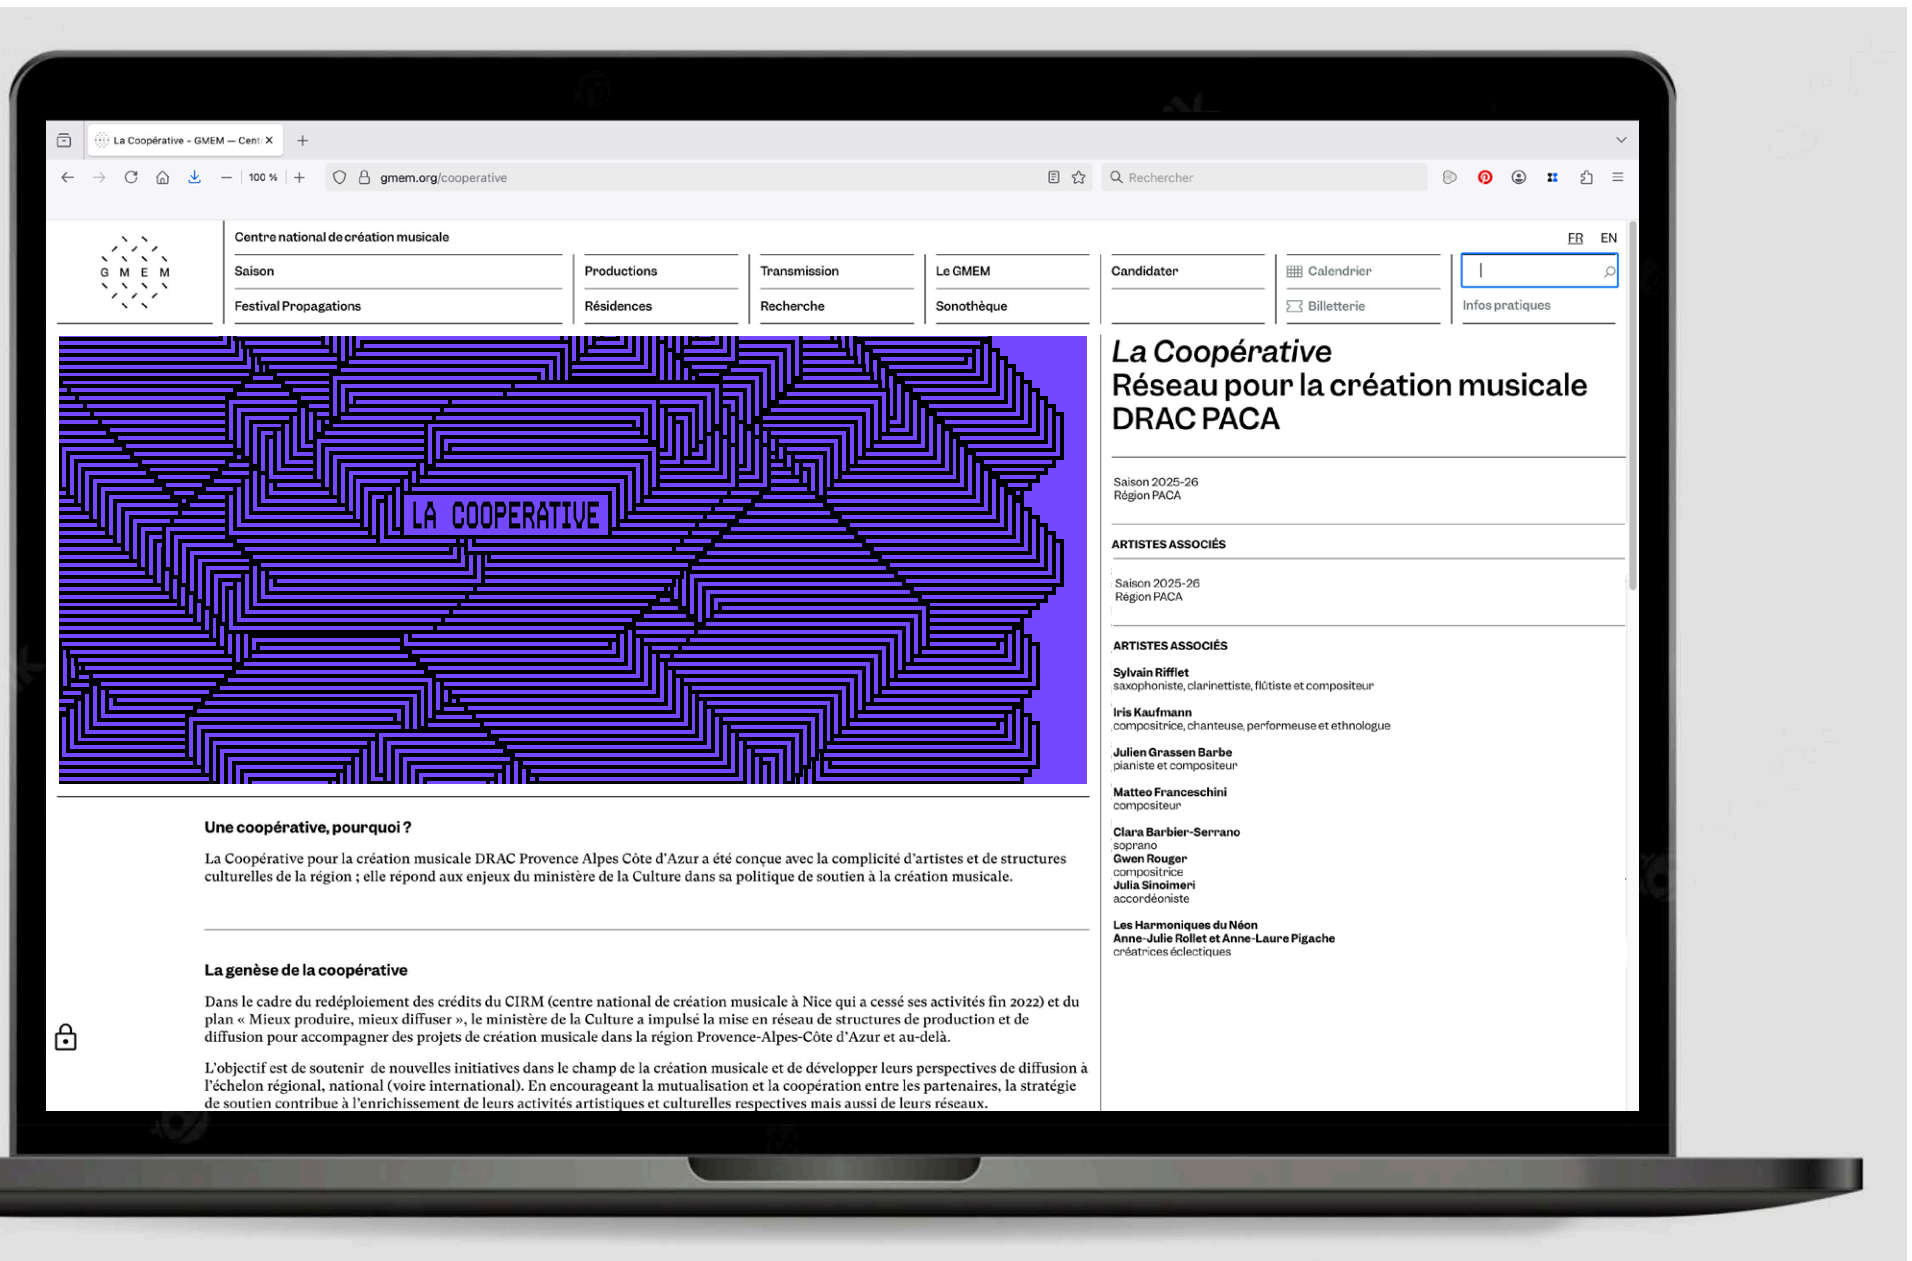 La Coopérative - GMEM — Cent
100 %
gmem.org/cooperative
Rechercher
GMEM
Centre national de création musicale
FR EN
Saison
Productions
Transmission
Le GMEM
Candidater
Calendrier
Festival Propagations
Résidences
Recherche
Sonothèque
Billetterie
Infos pratiques
LA COOPERATIVE
La Coopérative
Réseau pour la création musicale
DRAC PACA
Saison 2025-26
Région PACA
ARTISTES ASSOCIÉS
Saison 2025-26
Région PACA
ARTISTES ASSOCIÉS
Sylvain Rifflet
saxophoniste, clarinettiste, flûtiste et compositeur
Iris Kaufmann
compositrice, chanteuse, performeuse et ethnologue
Julien Grassen Barbe
pianiste et compositeur
Matteo Franceschini
compositeur
Clara Barbier-Serrano
soprano
Gwen Rouger
compositrice
Julia Sinoimeri
accordéoniste
Les Harmoniques du Néon
Anne-Julie Rollet et Anne-Laure Pigache
créatrices éclectiques
Une coopérative, pourquoi ?
La Coopérative pour la création musicale DRAC Provence Alpes Côte d'Azur a été conçue avec la complicité d'artistes et de structures
culturelles de la région ; elle répond aux enjeux du ministère de la Culture dans sa politique de soutien à la création musicale.
La genèse de la coopérative
Dans le cadre du redéploiement des crédits du CIRM (centre national de création musicale à Nice qui a cessé ses activités fin 2022) et du
plan « Mieux produire, mieux diffuser », le ministère de la Culture a impulsé la mise en réseau de structures de production et de
diffusion pour accompagner des projets de création musicale dans la région Provence-Alpes-Côte d'Azur et au-delà.
L'objectif est de soutenir de nouvelles initiatives dans le champ de la création musicale et de développer leurs perspectives de diffusion à
l'échelon régional, national (voire international). En encourageant la mutualisation et la coopération entre les partenaires, la stratégie
de soutien contribue à l'enrichissement de leurs activités artistiques et culturelles respectives mais aussi de leurs réseaux.